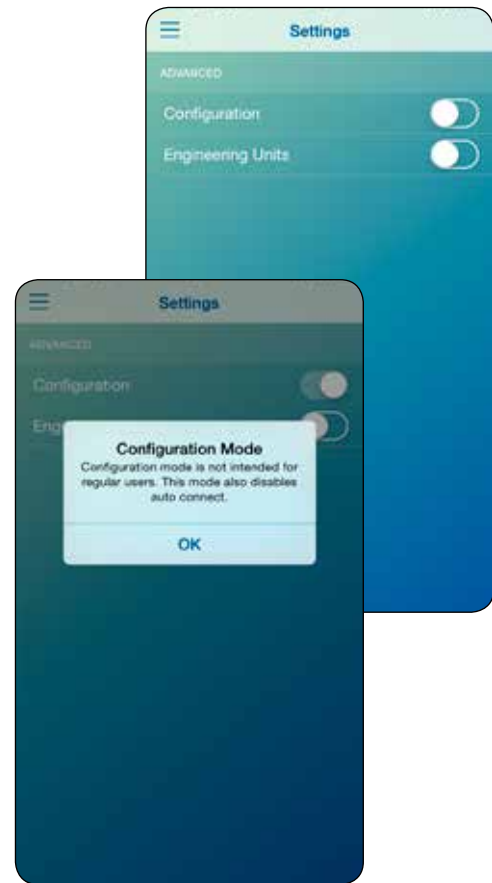 Settings
ADVANCED
Configuration
Engineering Units
Settings
ADVANCED
Configuration
Eng
Configuration Mode
Configuration mode is not intended for
regular users. This mode also disables
auto connect.
OK